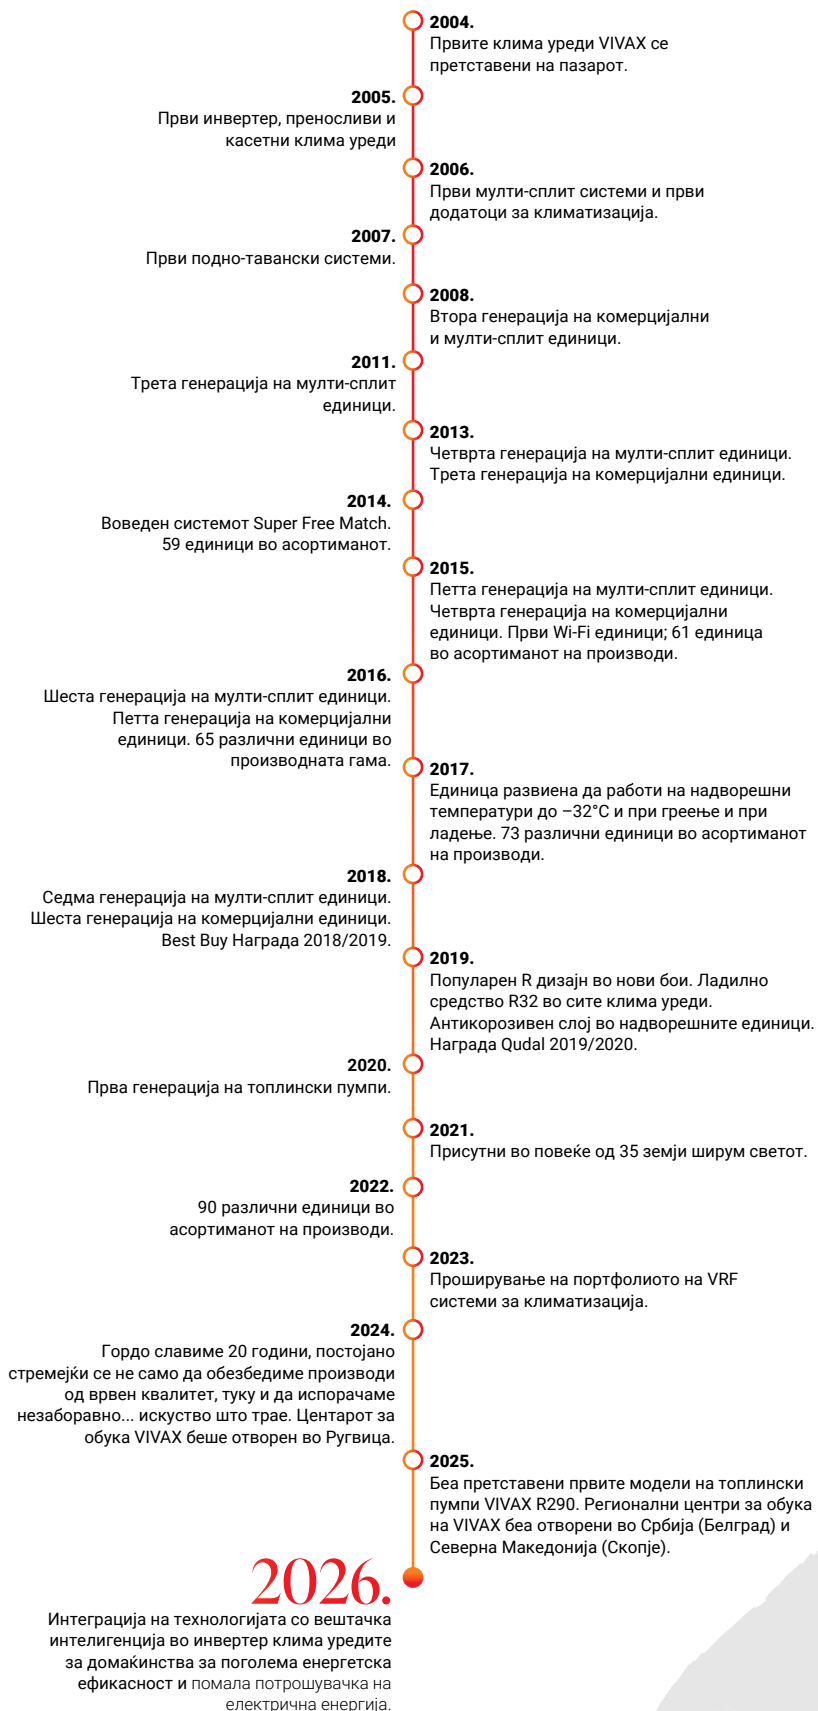 2004.
Првите клима уреди VIVAX се
претставени на пазарот.
2005.
Први инвертер, преносливи и
касетни клима уреди
2006.
Први мулти-сплит системи и први
додатоци за климатизација.
2007.
Први подно-тавански системи.
2008.
Втора генерација на комерцијални
и мулти-сплит единици.
2011.
Трета генерација на мулти-сплит
единици.
2013.
Четврта генерација на мулти-сплит единици.
Трета генерација на комерцијални единици.
2014.
Воведен системот Super Free Match.
59 единици во асортиманот.
2015.
Петта генерација на мулти-сплит единици.
Четврта генерација на комерцијални
единици. Први Wi-Fi единици; 61 единица
во асортиманот на производи.
2016.
Шеста генерација на мулти-сплит единици.
Петта генерација на комерцијални
единици. 65 различни единици во
производната гама.
2017.
Единица развиена да работи на надворешни
температури до –32°C и при греење и при
ладење. 73 различни единици во асортиманот
на производи.
2018.
Седма генерација на мулти-сплит единици.
Шеста генерација на комерцијални единици.
Best Buy Награда 2018/2019.
2019.
Популарен R дизајн во нови бои. Ладилно
средство R32 во сите клима уреди.
Антикорозивен слој во надворешните единици.
Награда Qudal 2019/2020.
2020.
Прва генерација на топлински пумпи.
2021.
Присутни во повеќе од 35 земји ширум светот.
2022.
90 различни единици во
асортиманот на производи.
2023.
Проширување на портфолиото на VRF
системи за климатизација.
2024.
Гордо славиме 20 години, постојано
стремејќи се не само да обезбедиме производи
од врвен квалитет, туку и да испорачаме
незаборавно... искуство што трае. Центарот за
обука VIVAX беше отворен во Ругвица.
2025.
Беа претставени првите модели на топлински
пумпи VIVAX R290. Регионални центри за обука
на VIVAX беа отворени во Србија (Белград) и
Северна Македонија (Скопје).
2026.
Интеграција на технологијата со вештачка
интелигенција во инвертер клима уредите
за домаќинства за поголема енергетска
ефикасност и помала потрошувачка на
електрична енергија.